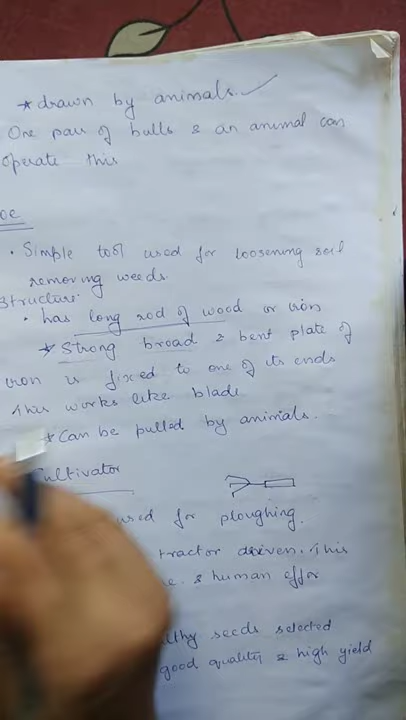 * drawn by animals. ✓
One pair of bulls & an animal can
operate this
oe
• Simple tool used for loosening soil
removing weeds.
Structure.
• has long rod of wood or iron
* Strong broad & bent plate of
iron is fixed to one of its ends
This works like blade
* Can be pulled by animals.
Cultivator
used for ploughing.
tractor driven. This
e. & human effor
lthy seeds selected
good quality & high yield